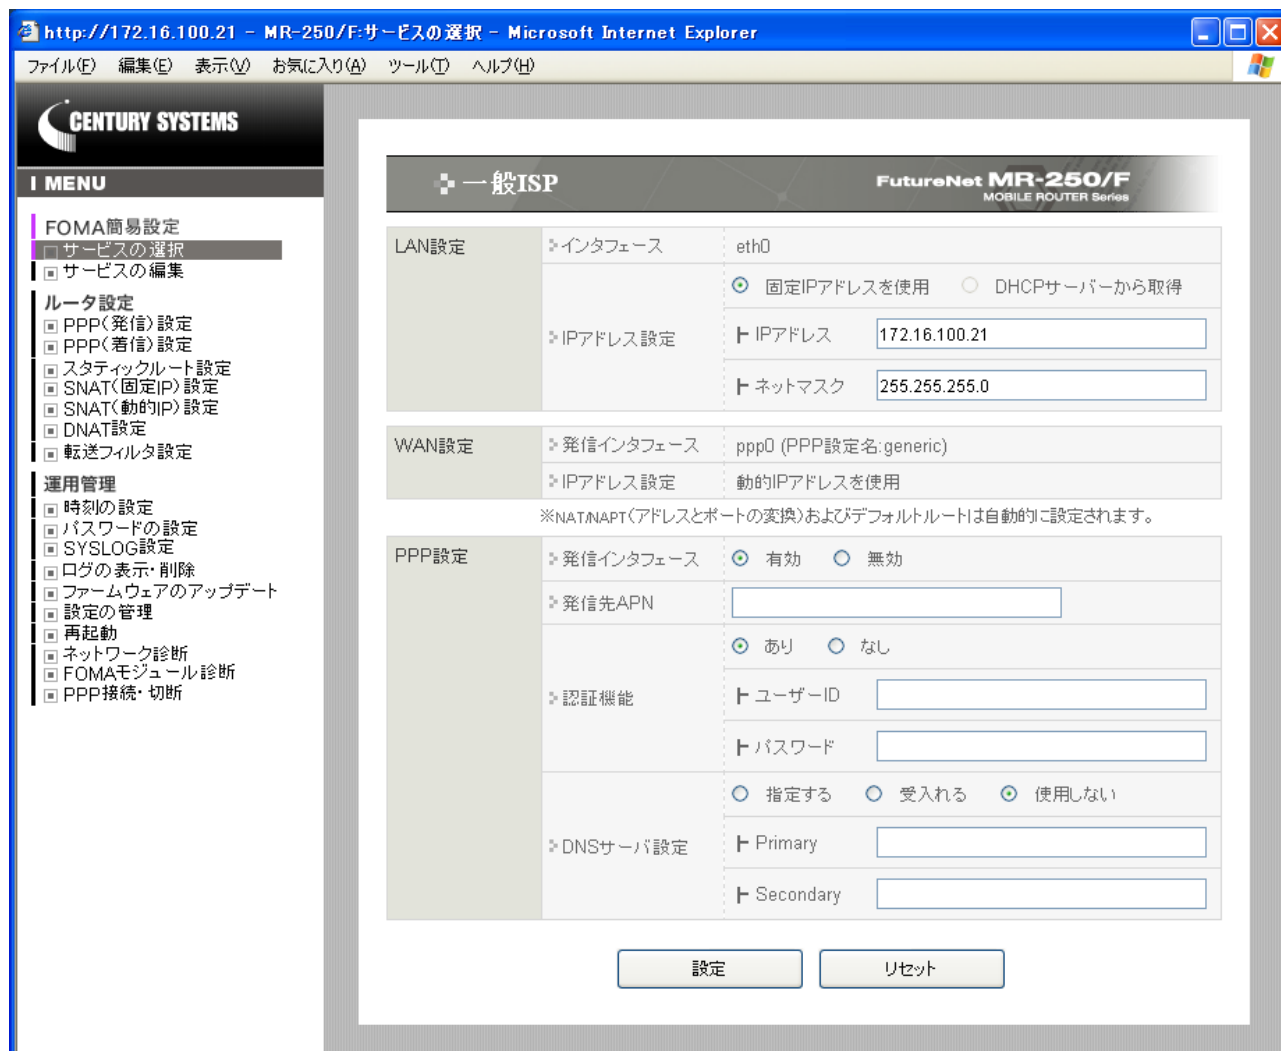 http://172.16.100.21 - MR-250/F:サービスの選択 - Microsoft Internet Explorer
ファイル(F) 編集(E) 表示(V) お気に入り(A) ツール(T) ヘルプ(H)
CENTURY SYSTEMS
MENU
FOMA簡易設定
サービスの選択
サービスの編集
ルータ設定
PPP(発信)設定
PPP(着信)設定
スタティックルート設定
SNAT(固定IP)設定
SNAT(動的IP)設定
DNAT設定
転送フィルタ設定
運用管理
時刻の設定
パスワードの設定
SYSLOG設定
ログの表示・削除
ファームウェアのアップデート
設定の管理
再起動
ネットワーク診断
FOMAモジュール診断
PPP接続・切断
一般ISP
FutureNet MR-250/F
MOBILE ROUTER Series
LAN設定 インタフェース eth0
固定IPアドレスを使用 DHCPサーバーから取得
IPアドレス設定 IPアドレス 172.16.100.21
ネットマスク 255.255.255.0
WAN設定 発信インタフェース ppp0 (PPP設定名:generic)
IPアドレス設定 動的IPアドレスを使用
※NAT/NAPT(アドレスとポートの変換)およびデフォルトルートは自動的に設定されます。
PPP設定 発信インタフェース 有効 無効
発信先APN
あり なし
認証機能 ユーザーID
パスワード
指定する 受入れる 使用しない
DNSサーバ設定 Primary
Secondary
設定 リセット